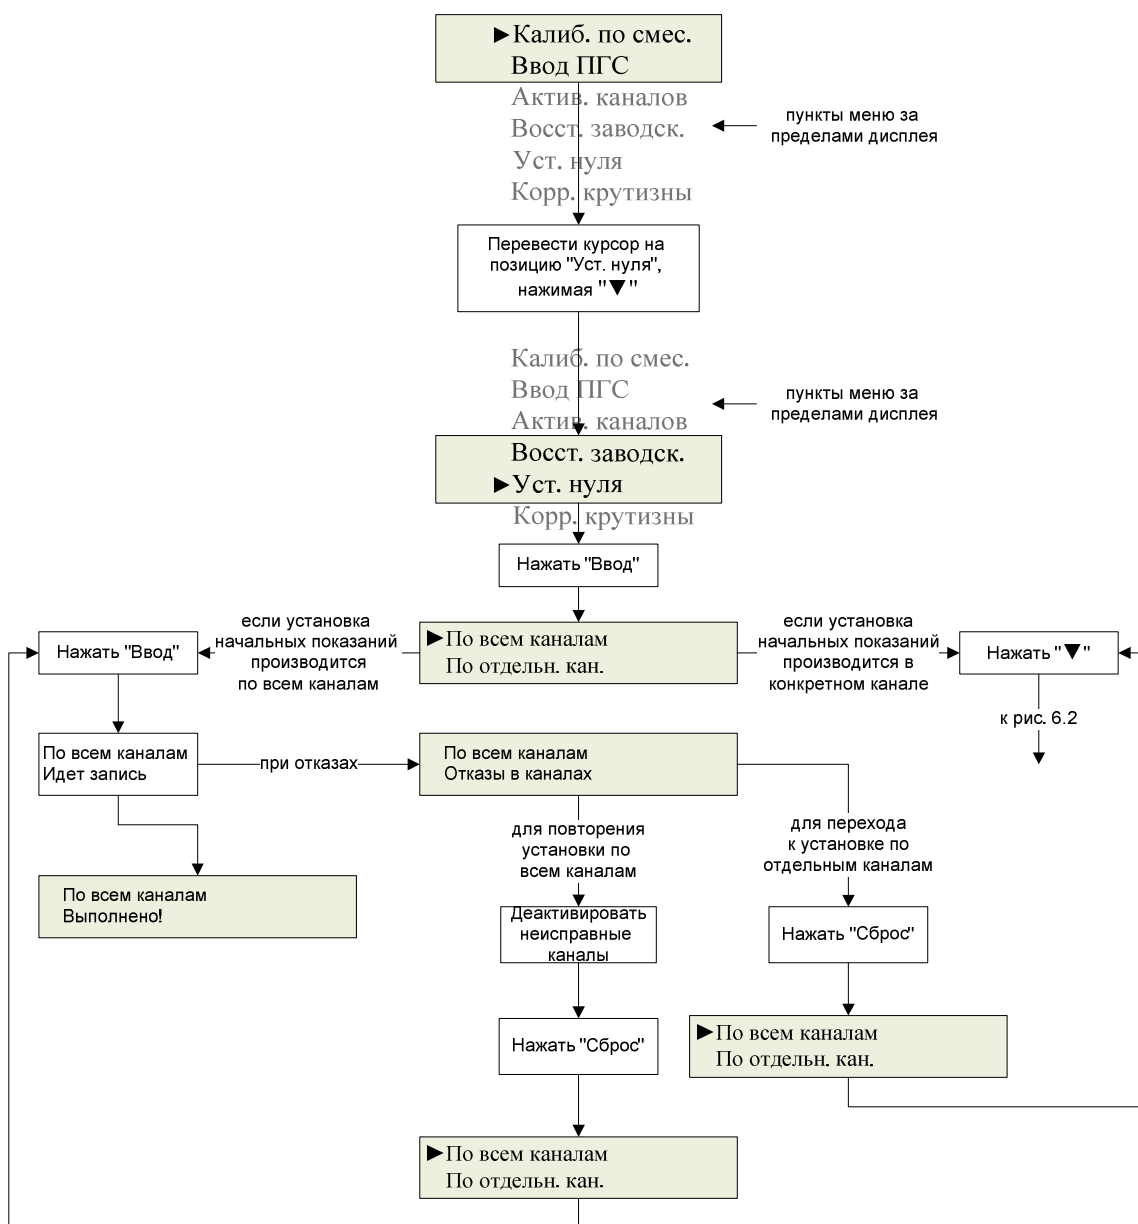 ►Калиб. по смес.
Ввод ПГС
Актив. каналов
Восст. заводск.
Уст. нуля
Корр. крутизны
пункты меню за
пределами дисплея
Перевести курсор на
позицию "Уст. нуля",
нажимая "▼"
Калиб. по смес.
Ввод ПГС
Актив. каналов
пункты меню за
пределами дисплея
Восст. заводск.
►Уст. нуля
Корр. крутизны
Нажать "Ввод"
►По всем каналам
По отдельн. кан.
если установка
начальных показаний
производится
по всем каналам
Нажать "Ввод"
если установка
начальных показаний
производится в
конкретном канале
Нажать "▼"
к рис. 6.2
По всем каналам
Идет запись
при отказах
По всем каналам
Отказы в каналах
По всем каналам
Выполнено!
для повторения
установки по
всем каналам
для перехода
к установке по
отдельным каналам
Деактивировать
неисправные
каналы
Нажать "Сброс"
Нажать "Сброс"
►По всем каналам
По отдельн. кан.
►По всем каналам
По отдельн. кан.